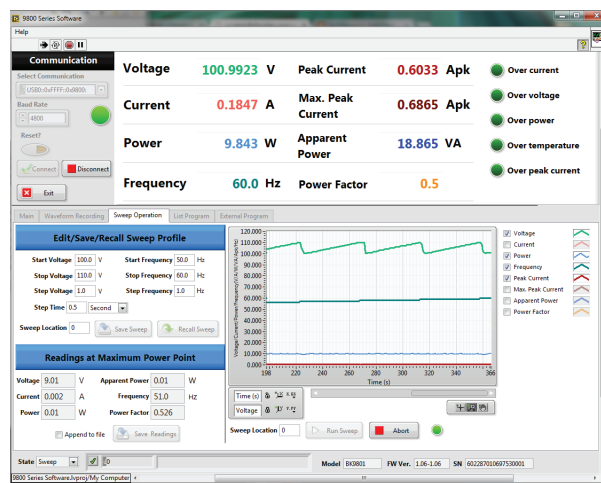 9800 Series Software
Help
Communication
Select Communication
USB0::0xFFFF::0x9800:
Baud Rate
4800
Reset?
Connect
Disconnect
Exit
Voltage 100.9923 V
Peak Current 0.6033 Apk
Current 0.1847 A
Max. Peak Current 0.6865 Apk
Power 9.843 W
Apparent Power 18.865 VA
Frequency 60.0 Hz
Power Factor 0.5
Over current
Over voltage
Over power
Over temperature
Over peak current
Main Waveform Recording Sweep Operation List Program External Program
Edit/Save/Recall Sweep Profile
Start Voltage 100.0 V Start Frequency 50.0 Hz
Stop Voltage 110.0 V Stop Frequency 60.0 Hz
Step Voltage 1.0 V Step Frequency 1.0 Hz
Step Time 0.5 Second
Sweep Location 0 Save Sweep Recall Sweep
Readings at Maximum Power Point
Voltage 9.01 V Apparent Power 0.01 W
Current 0.002 A Frequency 51.0 Hz
Power 0.01 W Power Factor 0.526
Append to file Save Readings
120.000
110.000
100.000
90.000
80.000
70.000
60.000
50.000
40.000
30.000
20.000
10.000
0.000
198 220 240 260 280 300 320 340 366
Time (s)
Voltage
Current
Power
Frequency
Peak Current
Max. Peak Current
Apparent Power
Power Factor
Time (s)
Voltage
Sweep Location 0 Run Sweep Abort
State Sweep 0
Model BK9801 FW Ver. 1.06-1.06 SN 602287010697530001
9800 Series Software.lvproj/My Computer